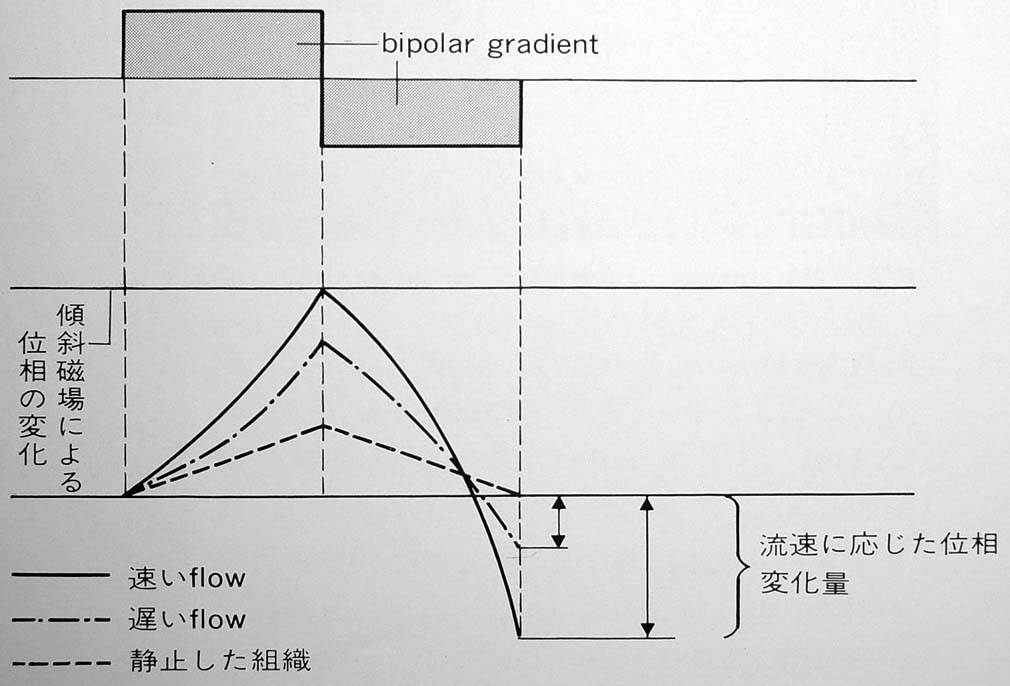 bipolar gradient
傾斜磁場による
位相の変化
流速に応じた位相
変化量
速いflow
遅いflow
静止した組織